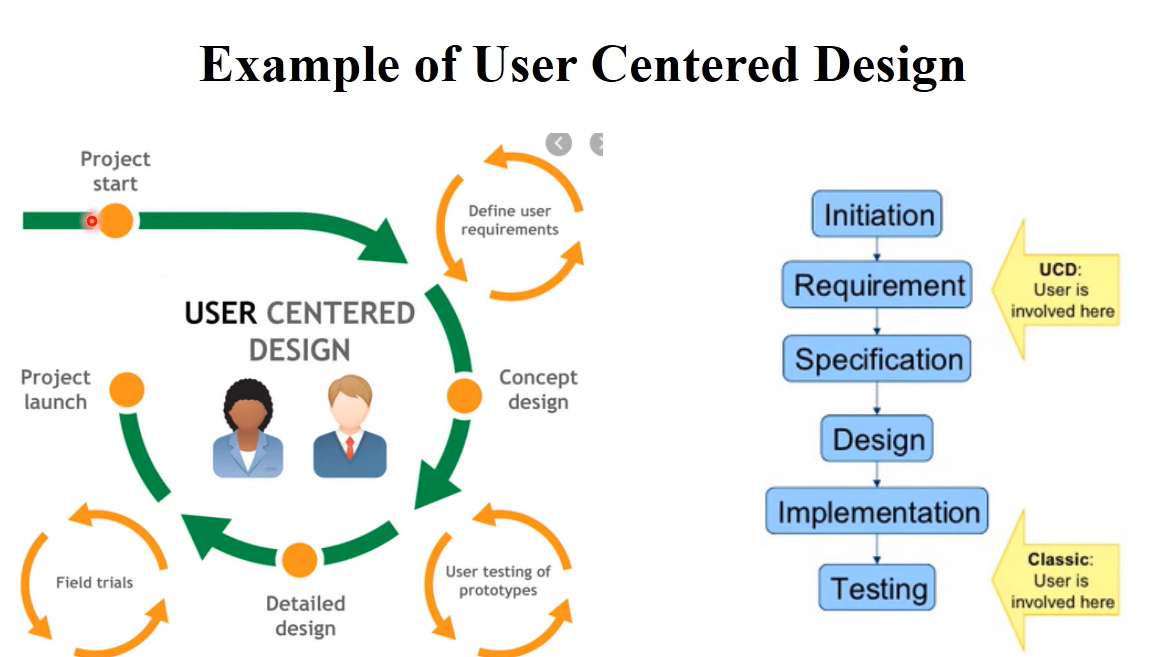 Example of User Centered Design
Project
start
Define user
requirements
USER CENTERED
DESIGN
Concept
design
Project
launch
User testing of
prototypes
Detailed
design
Field trials
Initiation
Requirement
UCD:
User is
involved here
Specification
Design
Implementation
Testing
Classic:
User is
involved here